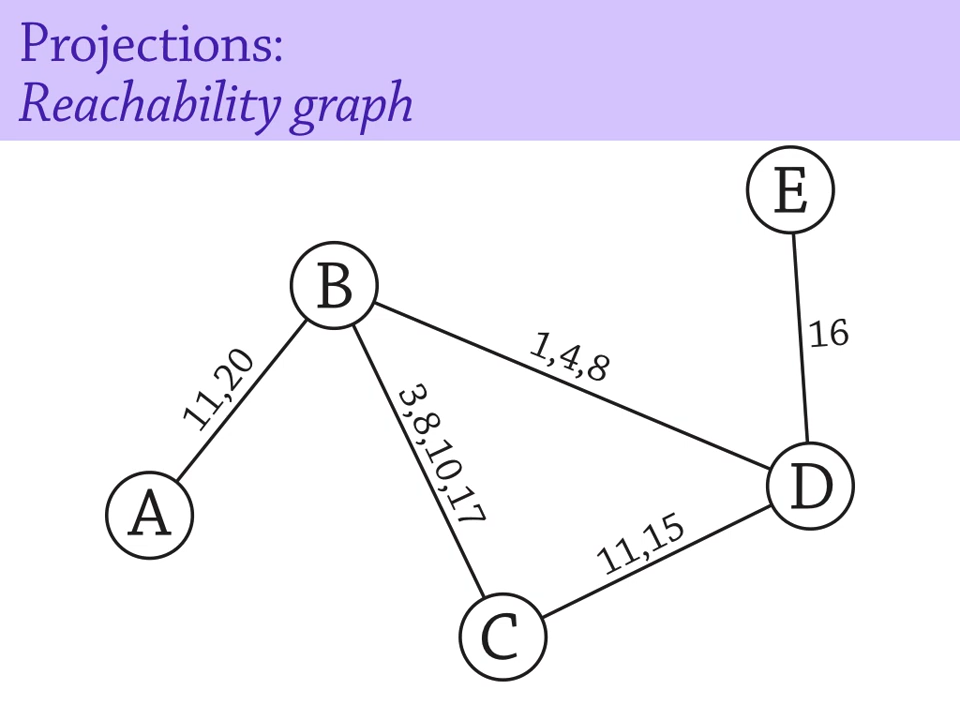 Projections:
Reachability graph
E
B
16
1,4,8
11,20
3,8,10,17
D
A
11,15
C